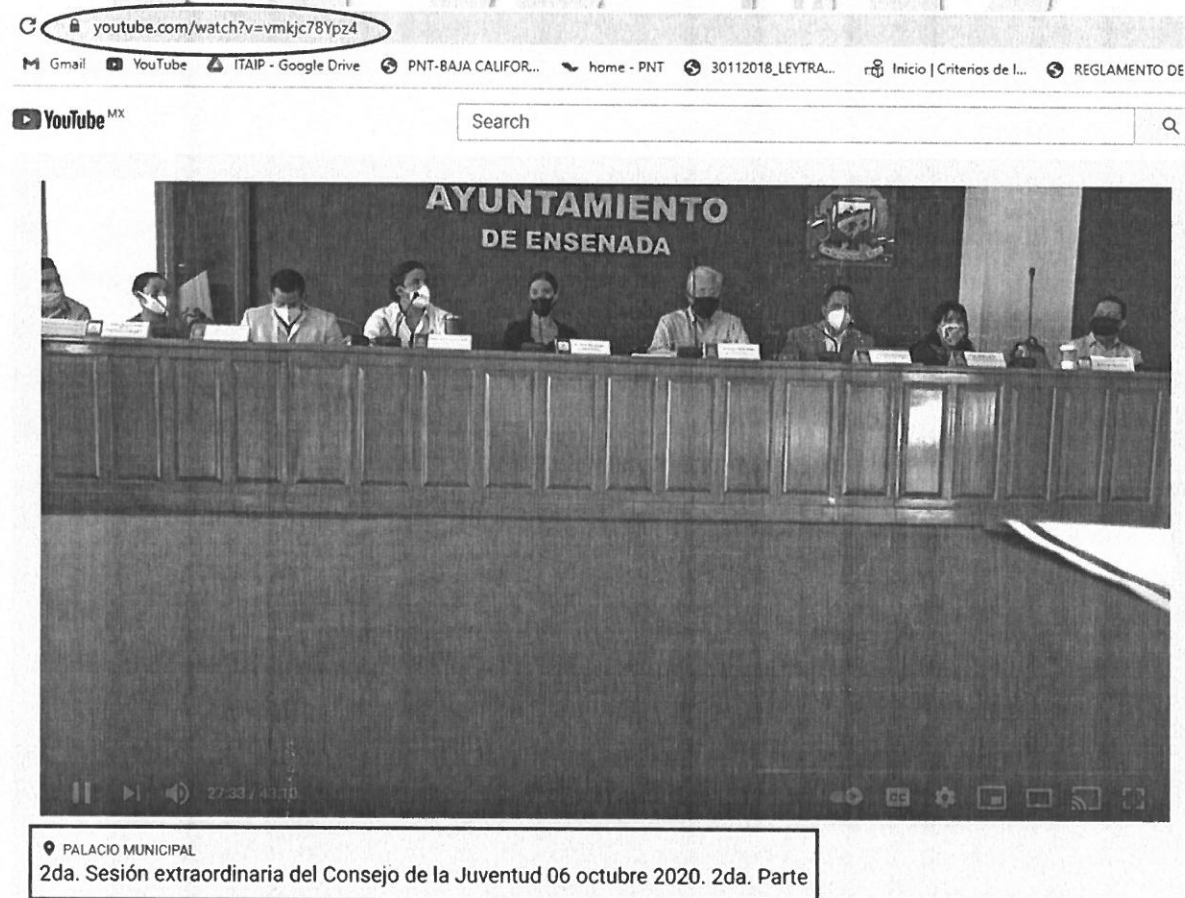 youtube.com/watch?v=vmkjc78Ypz4
Gmail YouTube ITAIP - Google Drive PNT-BAJA CALIFOR... home - PNT 30112018_LEYTRA... Inicio | Criterios de l... REGLAMENTO DE
YouTube MX
Search
AYUNTAMIENTO
DE ENSENADA
27:33 / 43:10
CC
PALACIO MUNICIPAL
2da. Sesión extraordinaria del Consejo de la Juventud 06 octubre 2020. 2da. Parte